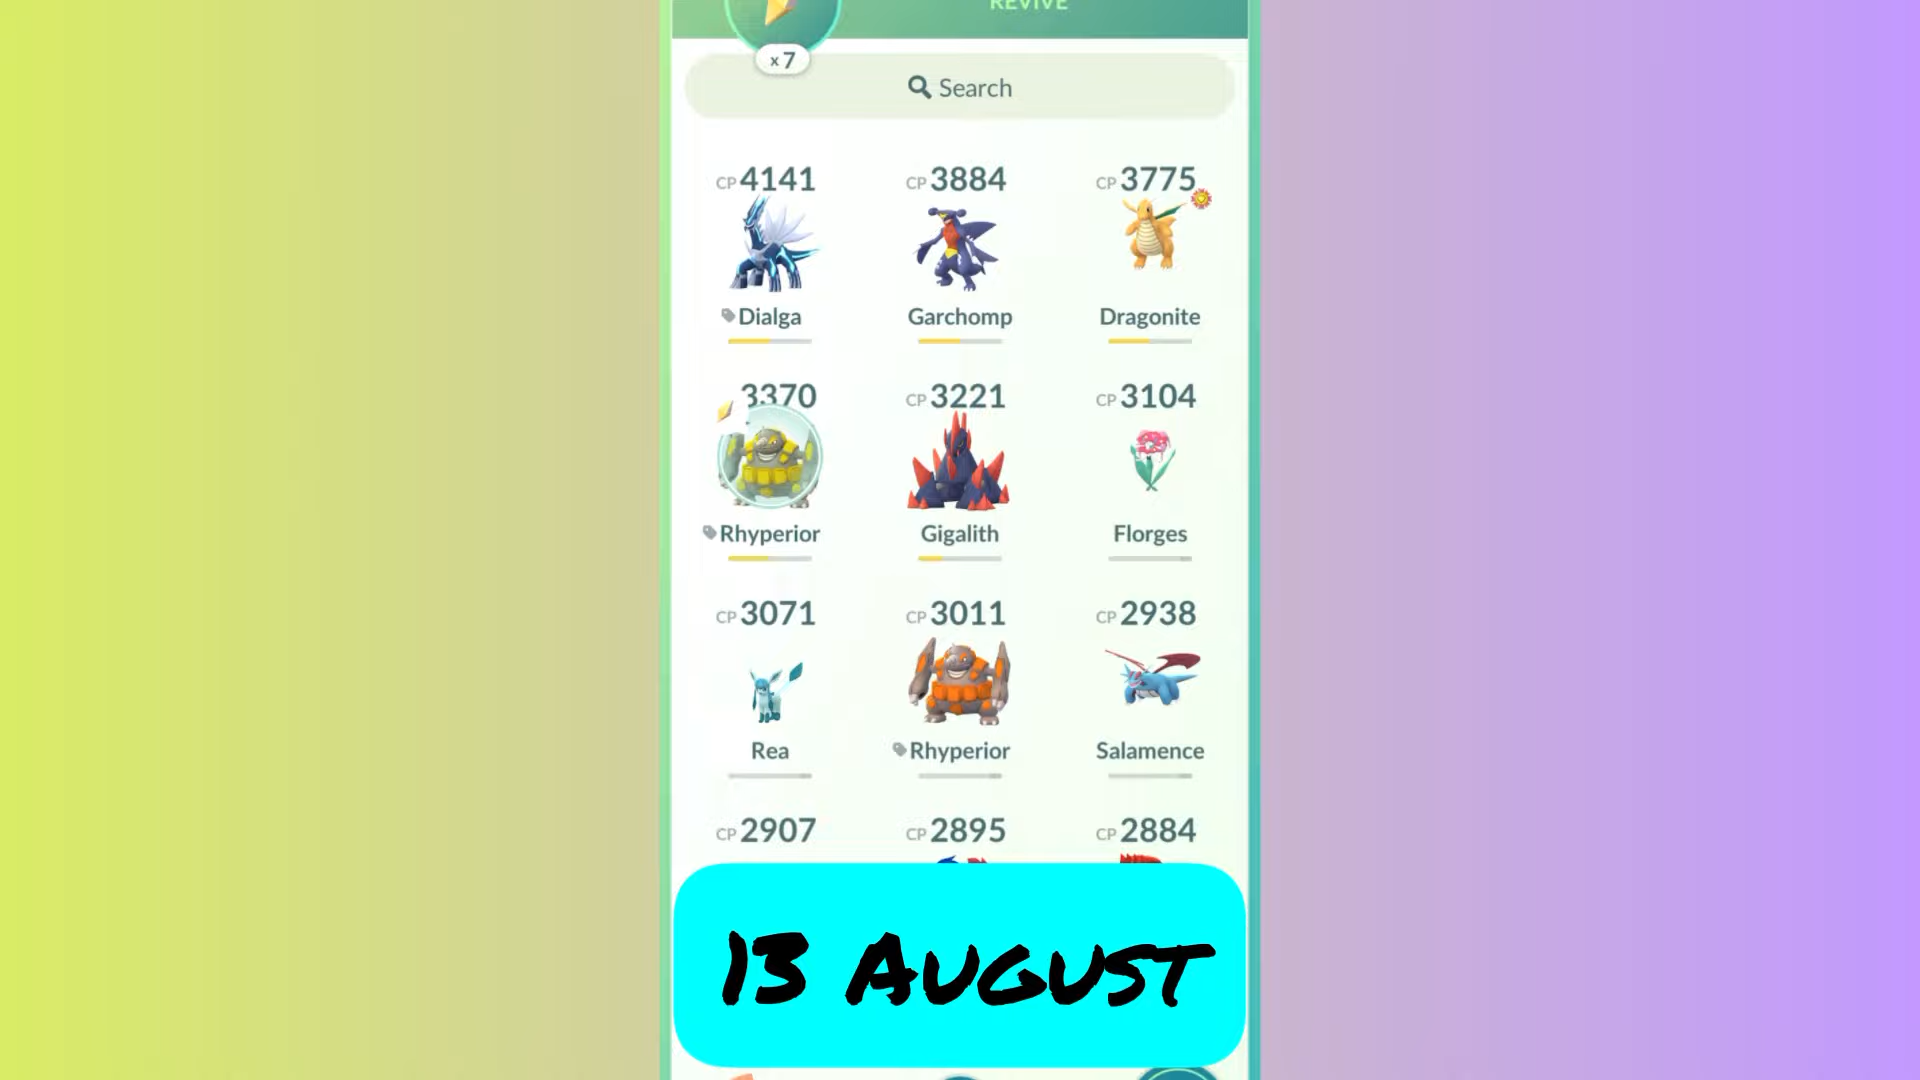 REVIVE
x 7
Search
CP 4141 CP 3884 CP 3775
Dialga Garchomp Dragonite
3370 CP 3221 CP 3104
Rhyperior Gigalith Florges
CP 3071 CP 3011 CP 2938
Rea Rhyperior Salamence
CP 2907 CP 2895 CP 2884
13 August